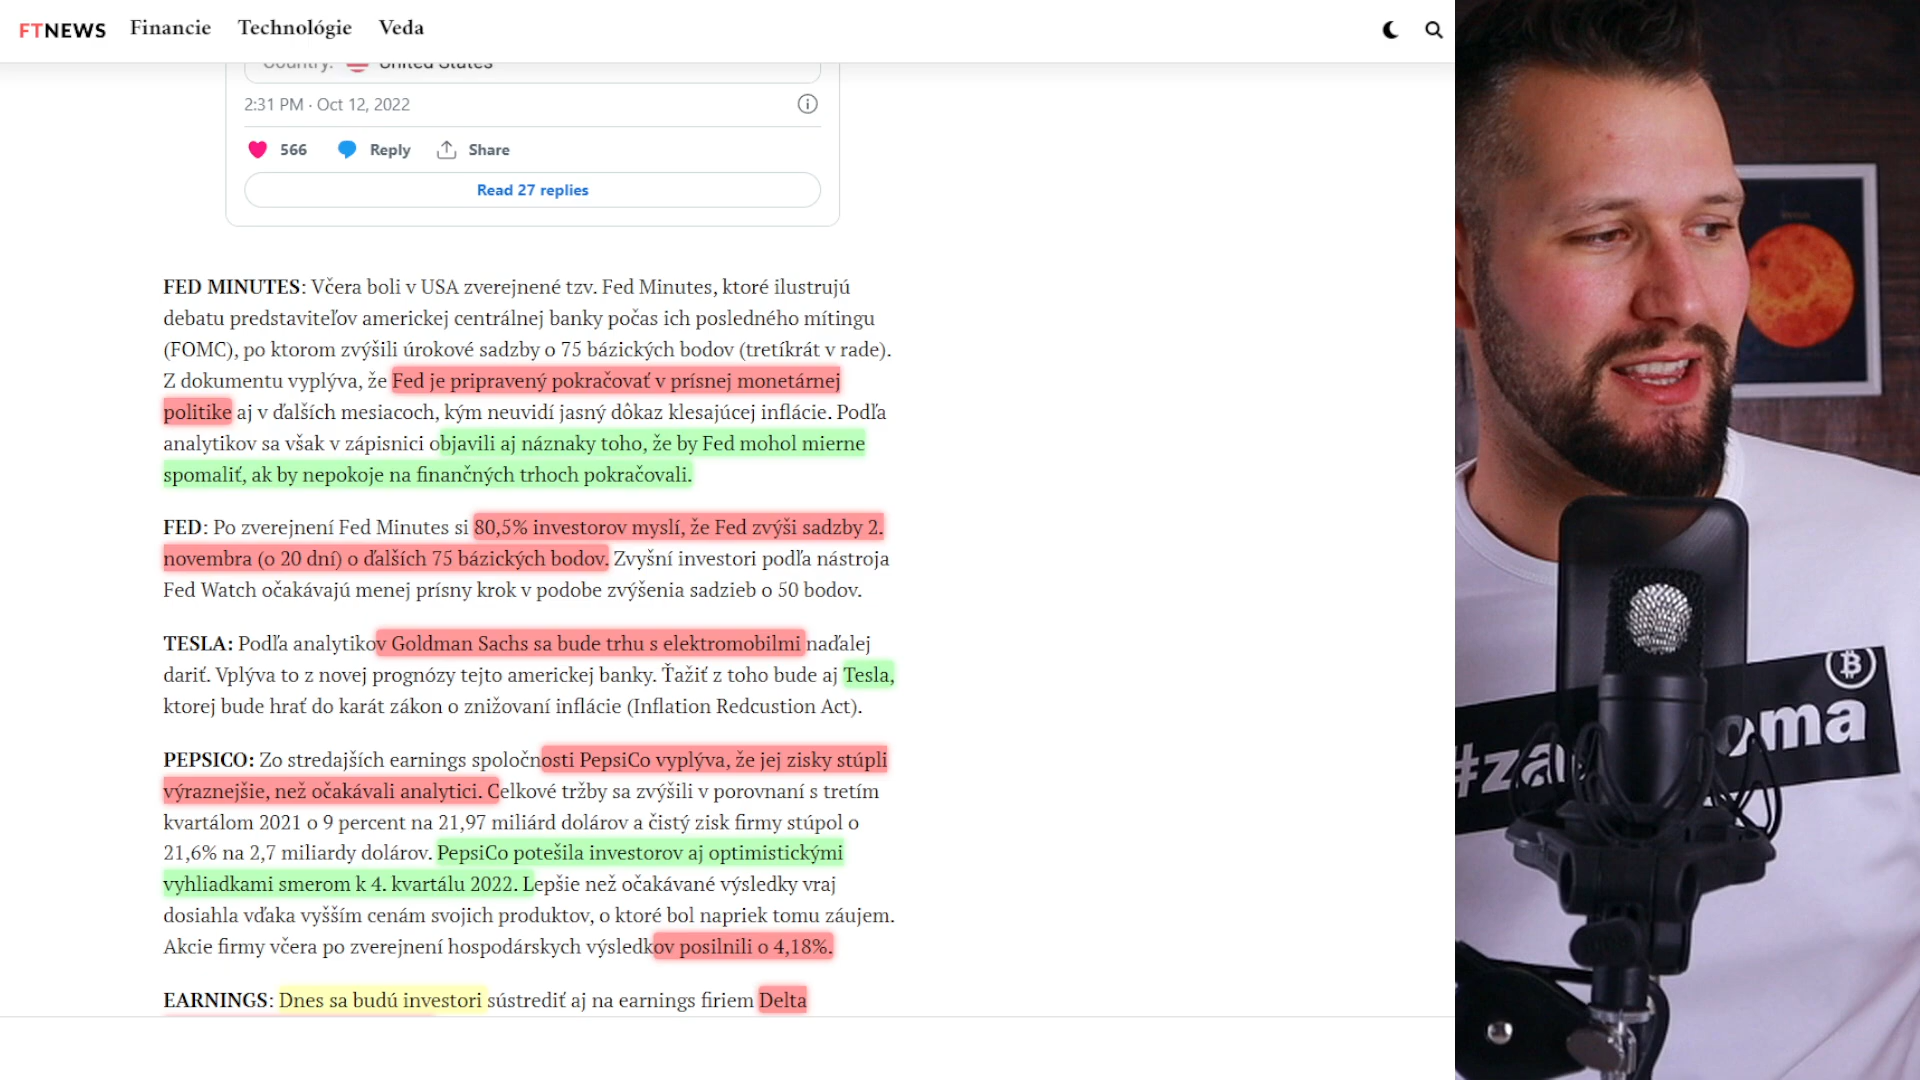 FTNEWS Financie Technológie Veda
Country: United States
2:31 PM · Oct 12, 2022
566 Reply Share
Read 27 replies
FED MINUTES: Včera boli v USA zverejnené tzv. Fed Minutes, ktoré ilustrujú
debatu predstaviteľov americkej centrálnej banky počas ich posledného mítingu
(FOMC), po ktorom zvýšili úrokové sadzby o 75 bázických bodov (tretíkrát v rade).
Z dokumentu vyplýva, že Fed je pripravený pokračovať v prísnej monetárnej
politike aj v ďalších mesiacoch, kým neuvidí jasný dôkaz klesajúcej inflácie. Podľa
analytikov sa však v zápisnici objavili aj náznaky toho, že by Fed mohol mierne
spomaliť, ak by nepokoje na finančných trhoch pokračovali.
FED: Po zverejnení Fed Minutes si 80,5% investorov myslí, že Fed zvýši sadzby 2.
novembra (o 20 dní) o ďalších 75 bázických bodov. Zvyšní investori podľa nástroja
Fed Watch očakávajú menej prísny krok v podobe zvýšenia sadzieb o 50 bodov.
TESLA: Podľa analytikov Goldman Sachs sa bude trhu s elektromobilmi naďalej
dariť. Vplýva to z novej prognózy tejto americkej banky. Ťažiť z toho bude aj Tesla,
ktorej bude hrať do karát zákon o znižovaní inflácie (Inflation Redcustion Act).
PEPSICO: Zo stredajších earnings spoločnosti PepsiCo vyplýva, že jej zisky stúpli
výraznejšie, než očakávali analytici. Celkové tržby sa zvýšili v porovnaní s tretím
kvartálom 2021 o 9 percent na 21,97 miliárd dolárov a čistý zisk firmy stúpol o
21,6% na 2,7 miliardy dolárov. PepsiCo potešila investorov aj optimistickými
vyhliadkami smerom k 4. kvartálu 2022. Lepšie než očakávané výsledky vraj
dosiahla vďaka vyšším cenám svojich produktov, o ktoré bol napriek tomu záujem.
Akcie firmy včera po zverejnení hospodárskych výsledkov posilnili o 4,18%.
EARNINGS: Dnes sa budú investori sústrediť aj na earnings firiem Delta